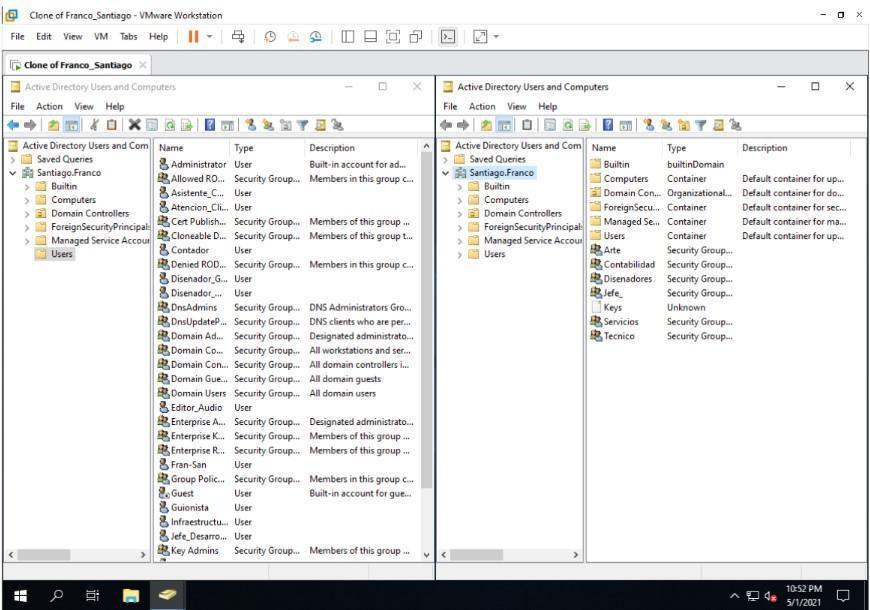 Clone of Franco_Santiago - VMware Workstation
File Edit View VM Tabs Help
Clone of Franco_Santiago
Active Directory Users and Computers
File Action View Help
Active Directory Users and Com
Saved Queries
Santiago.Franco
Builtin
Computers
Domain Controllers
ForeignSecurityPrincipals
Managed Service Accour
Users
Name Type Description
Administrator User Built-in account for ad...
Allowed RO... Security Group... Members in this group c...
Asistente_C... User
Atencion_Cli... User
Cert Publish... Security Group... Members of this group ...
Cloneable D... Security Group... Members of this group t...
Contador User
Denied ROD... Security Group... Members in this group c...
Disenador_G... User
Disenador_... User
DnsAdmins Security Group... DNS Administrators Gro...
DnsUpdateP... Security Group... DNS clients who are per...
Domain Ad... Security Group... Designated administrato...
Domain Co... Security Group... All workstations and ser...
Domain Con... Security Group... All domain controllers i...
Domain Gue... Security Group... All domain guests
Domain Users Security Group... All domain users
Editor_Audio User
Enterprise A... Security Group... Designated administrato...
Enterprise K... Security Group... Members of this group ...
Enterprise R... Security Group... Members of this group ...
Fran-San User
Group Polic... Security Group... Members in this group c...
Guest User Built-in account for gue...
Guionista User
Infraestructu... User
Jefe_Desarro... User
Key Admins Security Group... Members of this group ...
Active Directory Users and Computers
File Action View Help
Active Directory Users and Com
Saved Queries
Santiago.Franco
Builtin
Computers
Domain Controllers
ForeignSecurityPrincipals
Managed Service Accour
Users
Name Type Description
Builtin builtinDomain
Computers Container Default container for up...
Domain Con... Organizational... Default container for do...
ForeignSecu... Container Default container for sec...
Managed Se... Container Default container for ma...
Users Container Default container for up...
Arte Security Group...
Contabilidad Security Group...
Disenadores Security Group...
Jefe_ Security Group...
Keys Unknown
Servicios Security Group...
Tecnico Security Group...
10:52 PM
5/1/2021